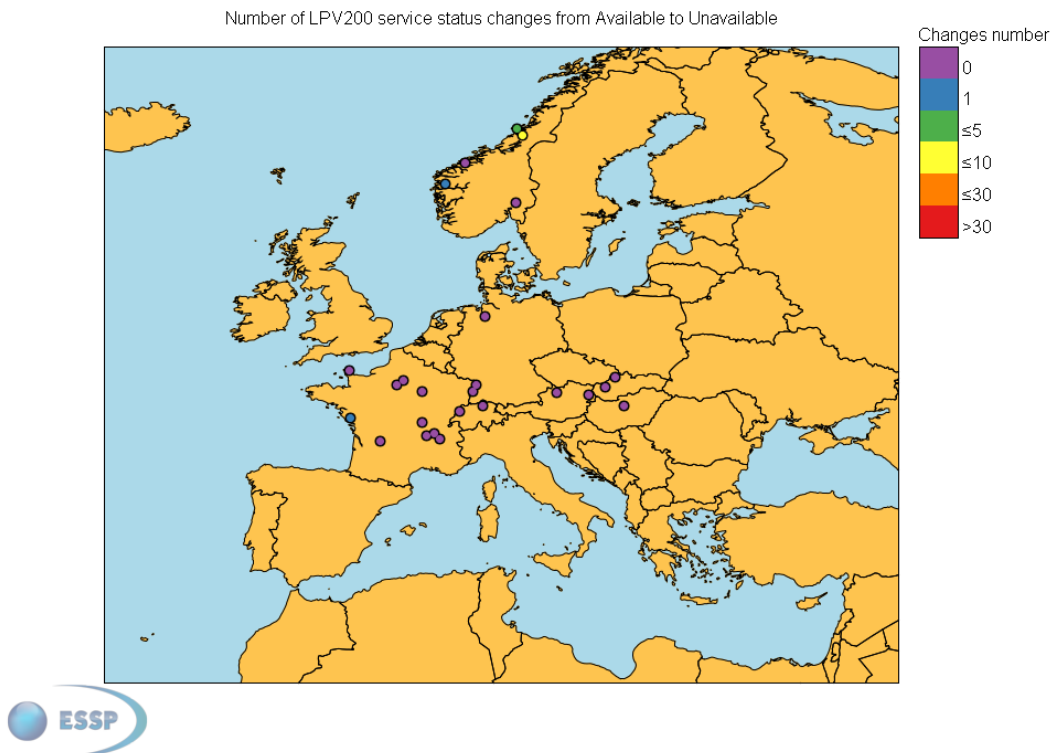 Number of LPV200 service status changes from Available to Unavailable
Changes number
0
1
≤5
≤10
≤30
>30
ESSP